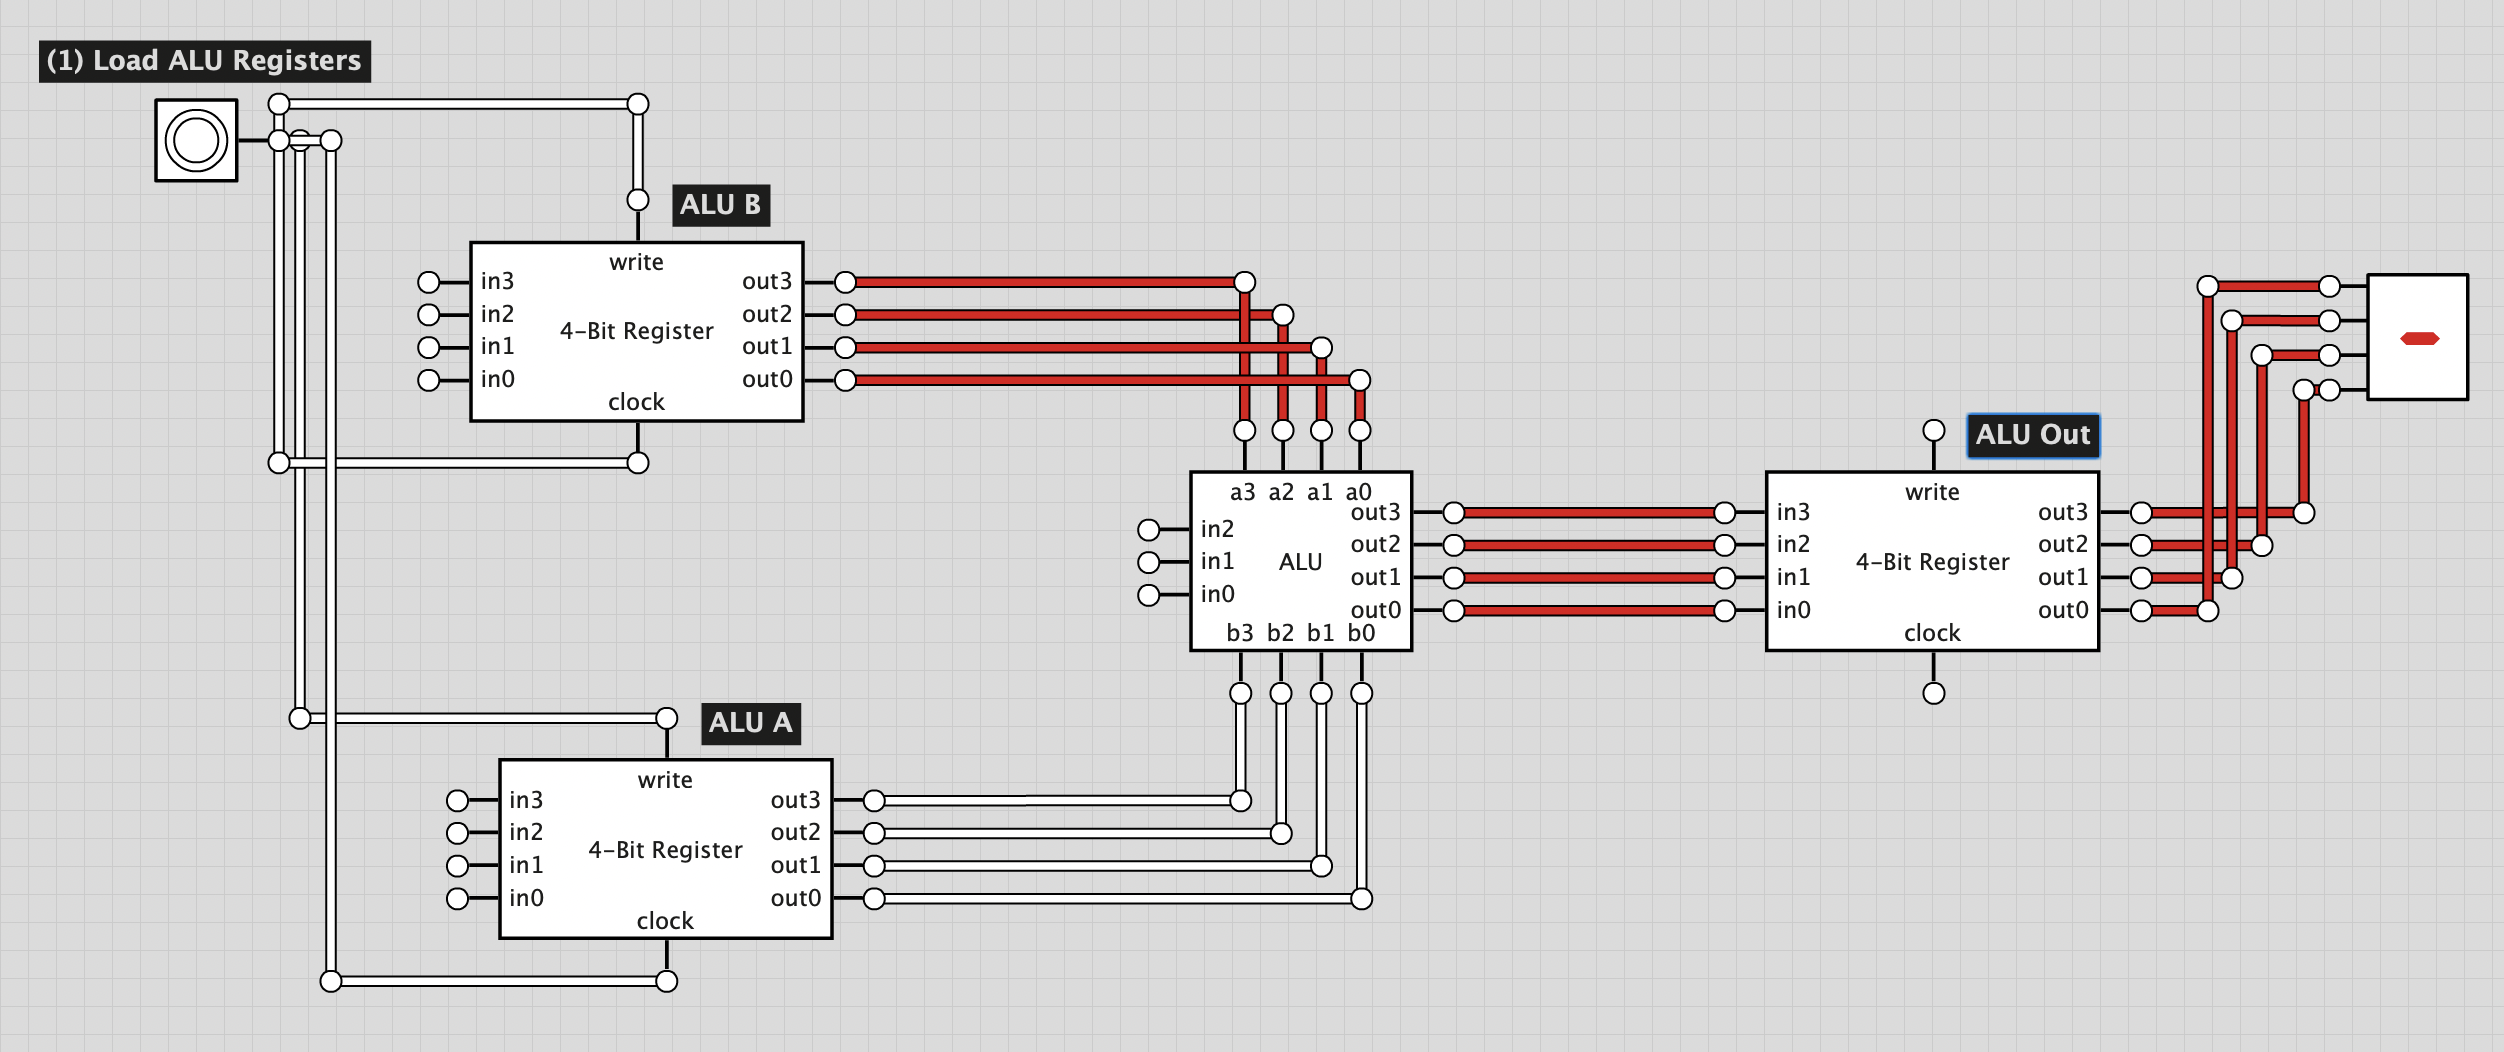 (1) Load ALU Registers
ALU B
write
in3 out3
in2 out2
4-Bit Register
in1 out1
in0 out0
clock
ALU Out
a3 a2 a1 a0
out3
in2
out2
in1 ALU
out1
in0
out0
b3 b2 b1 b0
write
in3 out3
in2 out2
4-Bit Register
in1 out1
in0 out0
clock
ALU A
write
in3 out3
in2 out2
4-Bit Register
in1 out1
in0 out0
clock